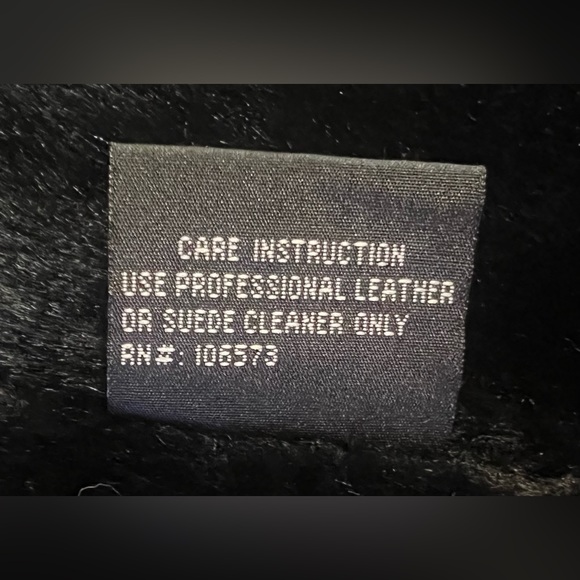 CARE INSTRUCTION
USE PROFESSIONAL LEATHER
OR SUEDE CLEANER ONLY
RN#: 106573